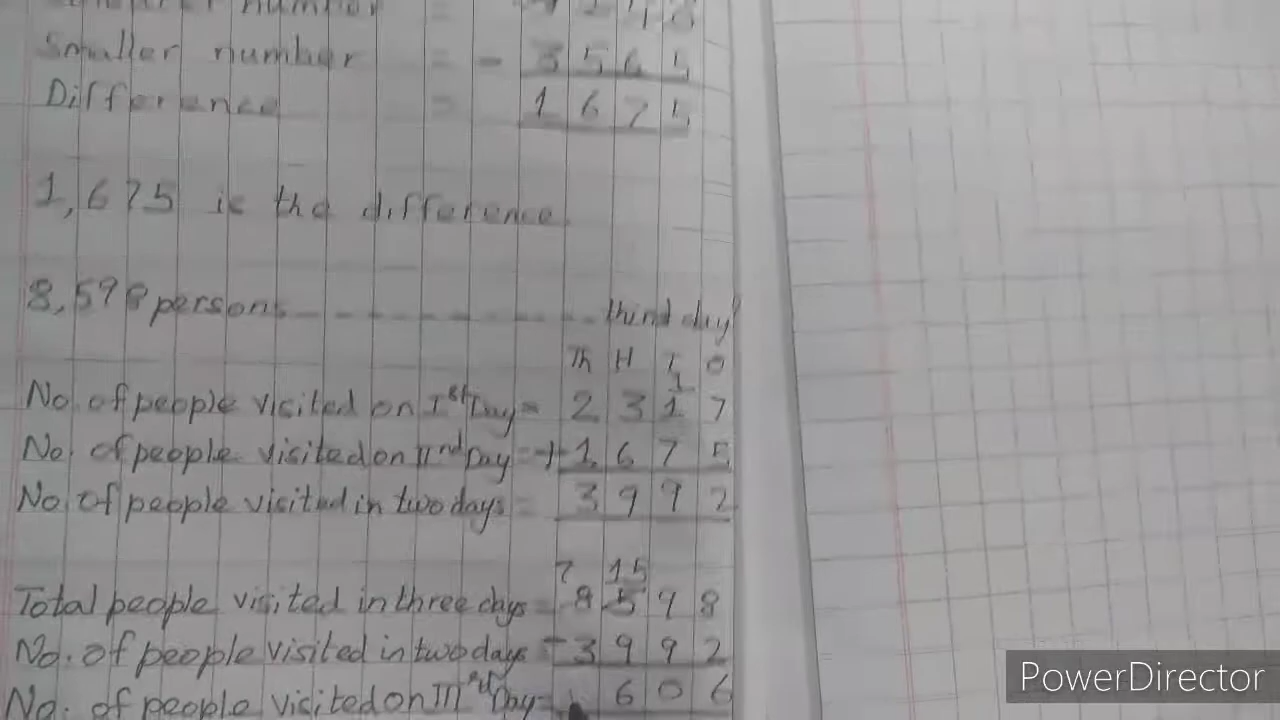 number =
Smaller number = - 3 5 6 5
Difference = 1 6 7 5
1,675 is the difference
8,598 persons - - - - - - - third day
Th H T O
1
No. of people visited on Ist Day = 2 3 1 7
No. of people visited on IInd Day = + 1 6 7 5
No. of people visited in two days = 3 9 9 2
7 15
Total people visited in three days = 8 5 9 8
No. of people visited in two days = - 3 9 9 2
No. of people visited on IIIrd Day = 6 0 6
PowerDirector